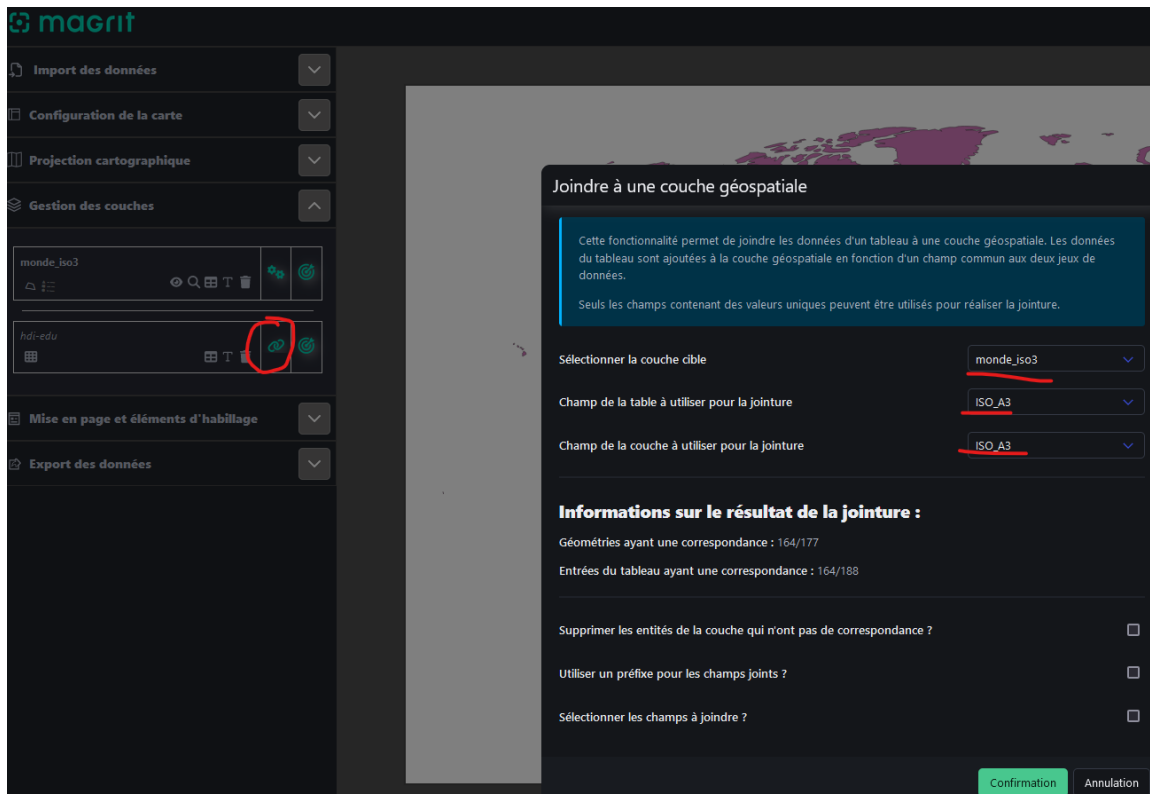 magrit
Import des données
Configuration de la carte
Projection cartographique
Gestion des couches
monde_iso3
hdi-edu
Mise en page et éléments d'habillage
Export des données
Joindre à une couche géospatiale
Cette fonctionnalité permet de joindre les données d'un tableau à une couche géospatiale. Les données
du tableau sont ajoutées à la couche géospatiale en fonction d'un champ commun aux deux jeux de
données.
Seuls les champs contenant des valeurs uniques peuvent être utilisés pour réaliser la jointure.
Sélectionner la couche cible
monde_iso3
Champ de la table à utiliser pour la jointure
ISO_A3
Champ de la couche à utiliser pour la jointure
ISO_A3
Informations sur le résultat de la jointure :
Géométries ayant une correspondance : 164/177
Entrées du tableau ayant une correspondance : 164/188
Supprimer les entités de la couche qui n'ont pas de correspondance ?
Utiliser un préfixe pour les champs joints ?
Sélectionner les champs à joindre ?
Confirmation
Annulation